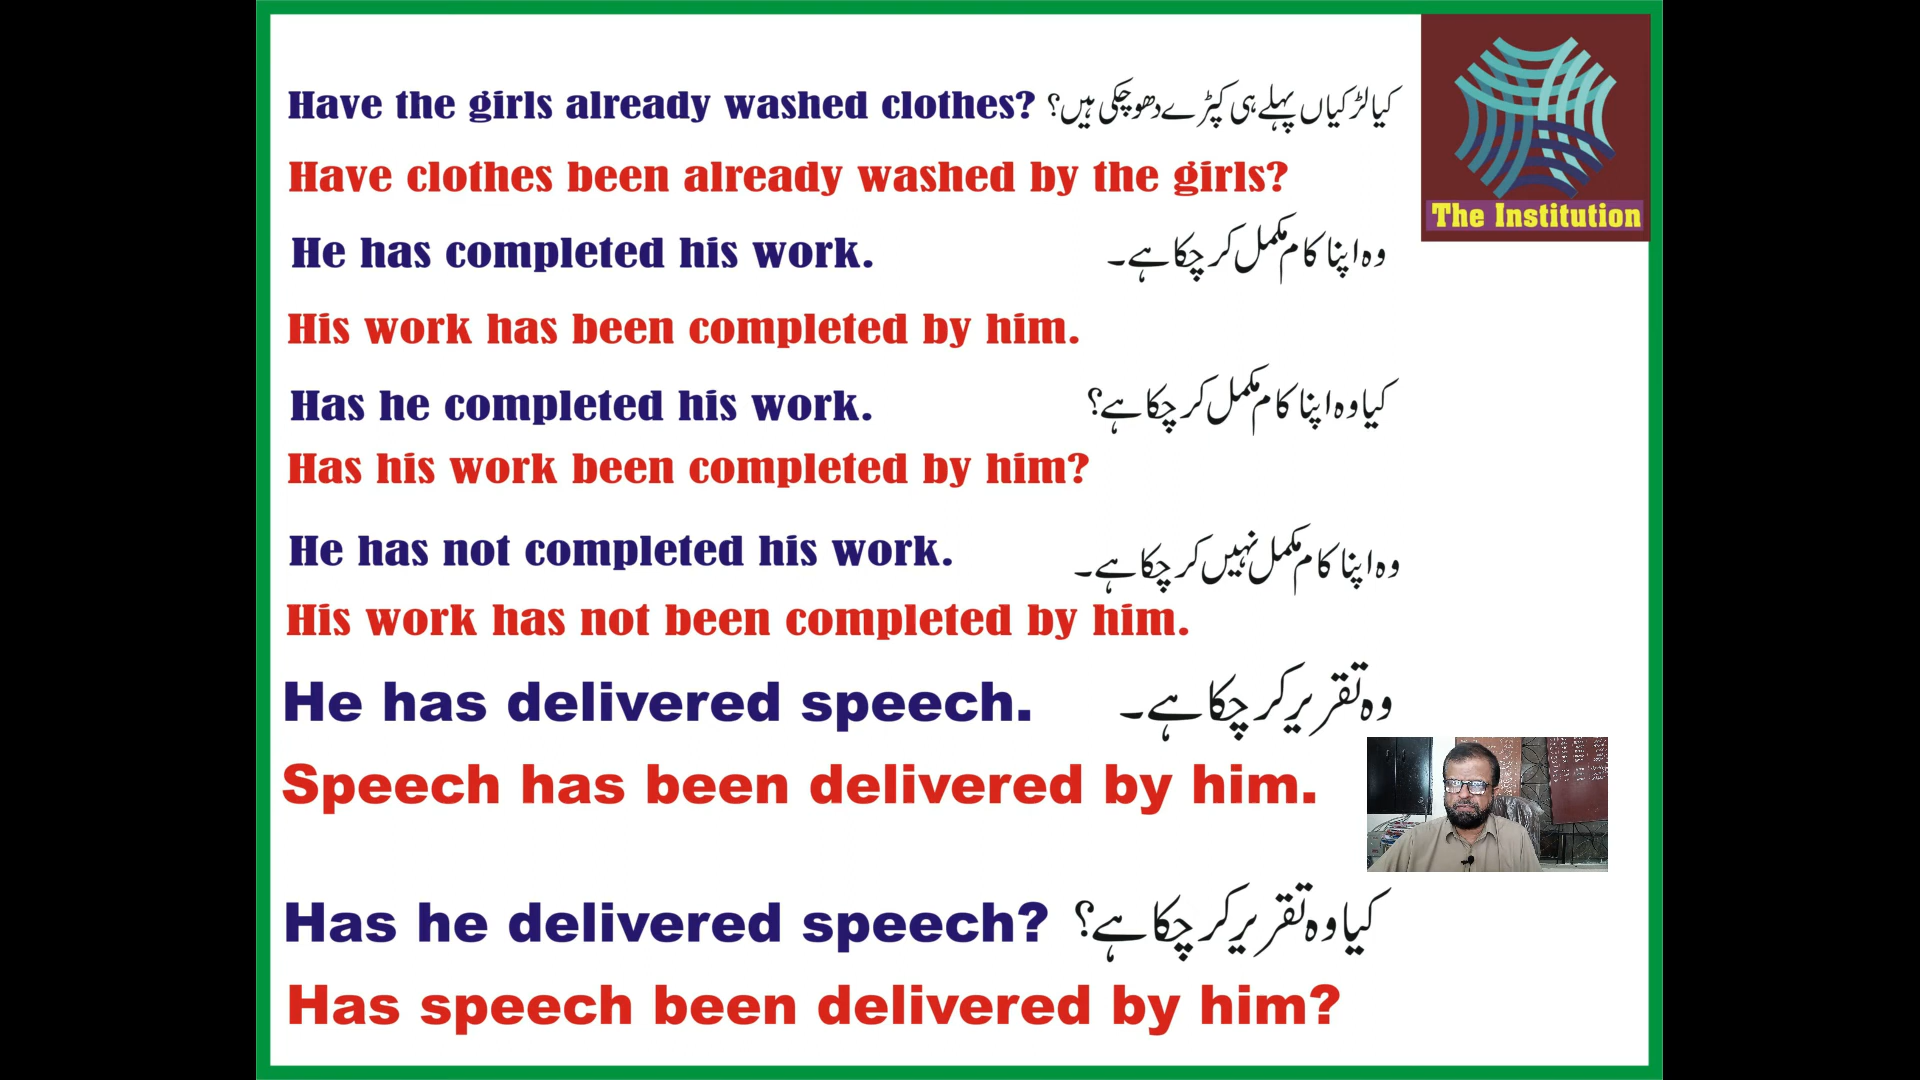 Have the girls already washed clothes? کیا لڑکیاں پہلے ہی کپڑے دھو چکی ہیں؟
Have clothes been already washed by the girls?
The Institution
He has completed his work. وہ اپنا کام مکمل کر چکا ہے۔
His work has been completed by him.
Has he completed his work. کیا وہ اپنا کام مکمل کر چکا ہے؟
Has his work been completed by him?
He has not completed his work. وہ اپنا کام مکمل نہیں کر چکا ہے۔
His work has not been completed by him.
He has delivered speech. وہ تقریر کر چکا ہے۔
Speech has been delivered by him.
Has he delivered speech? کیا وہ تقریر کر چکا ہے؟
Has speech been delivered by him?